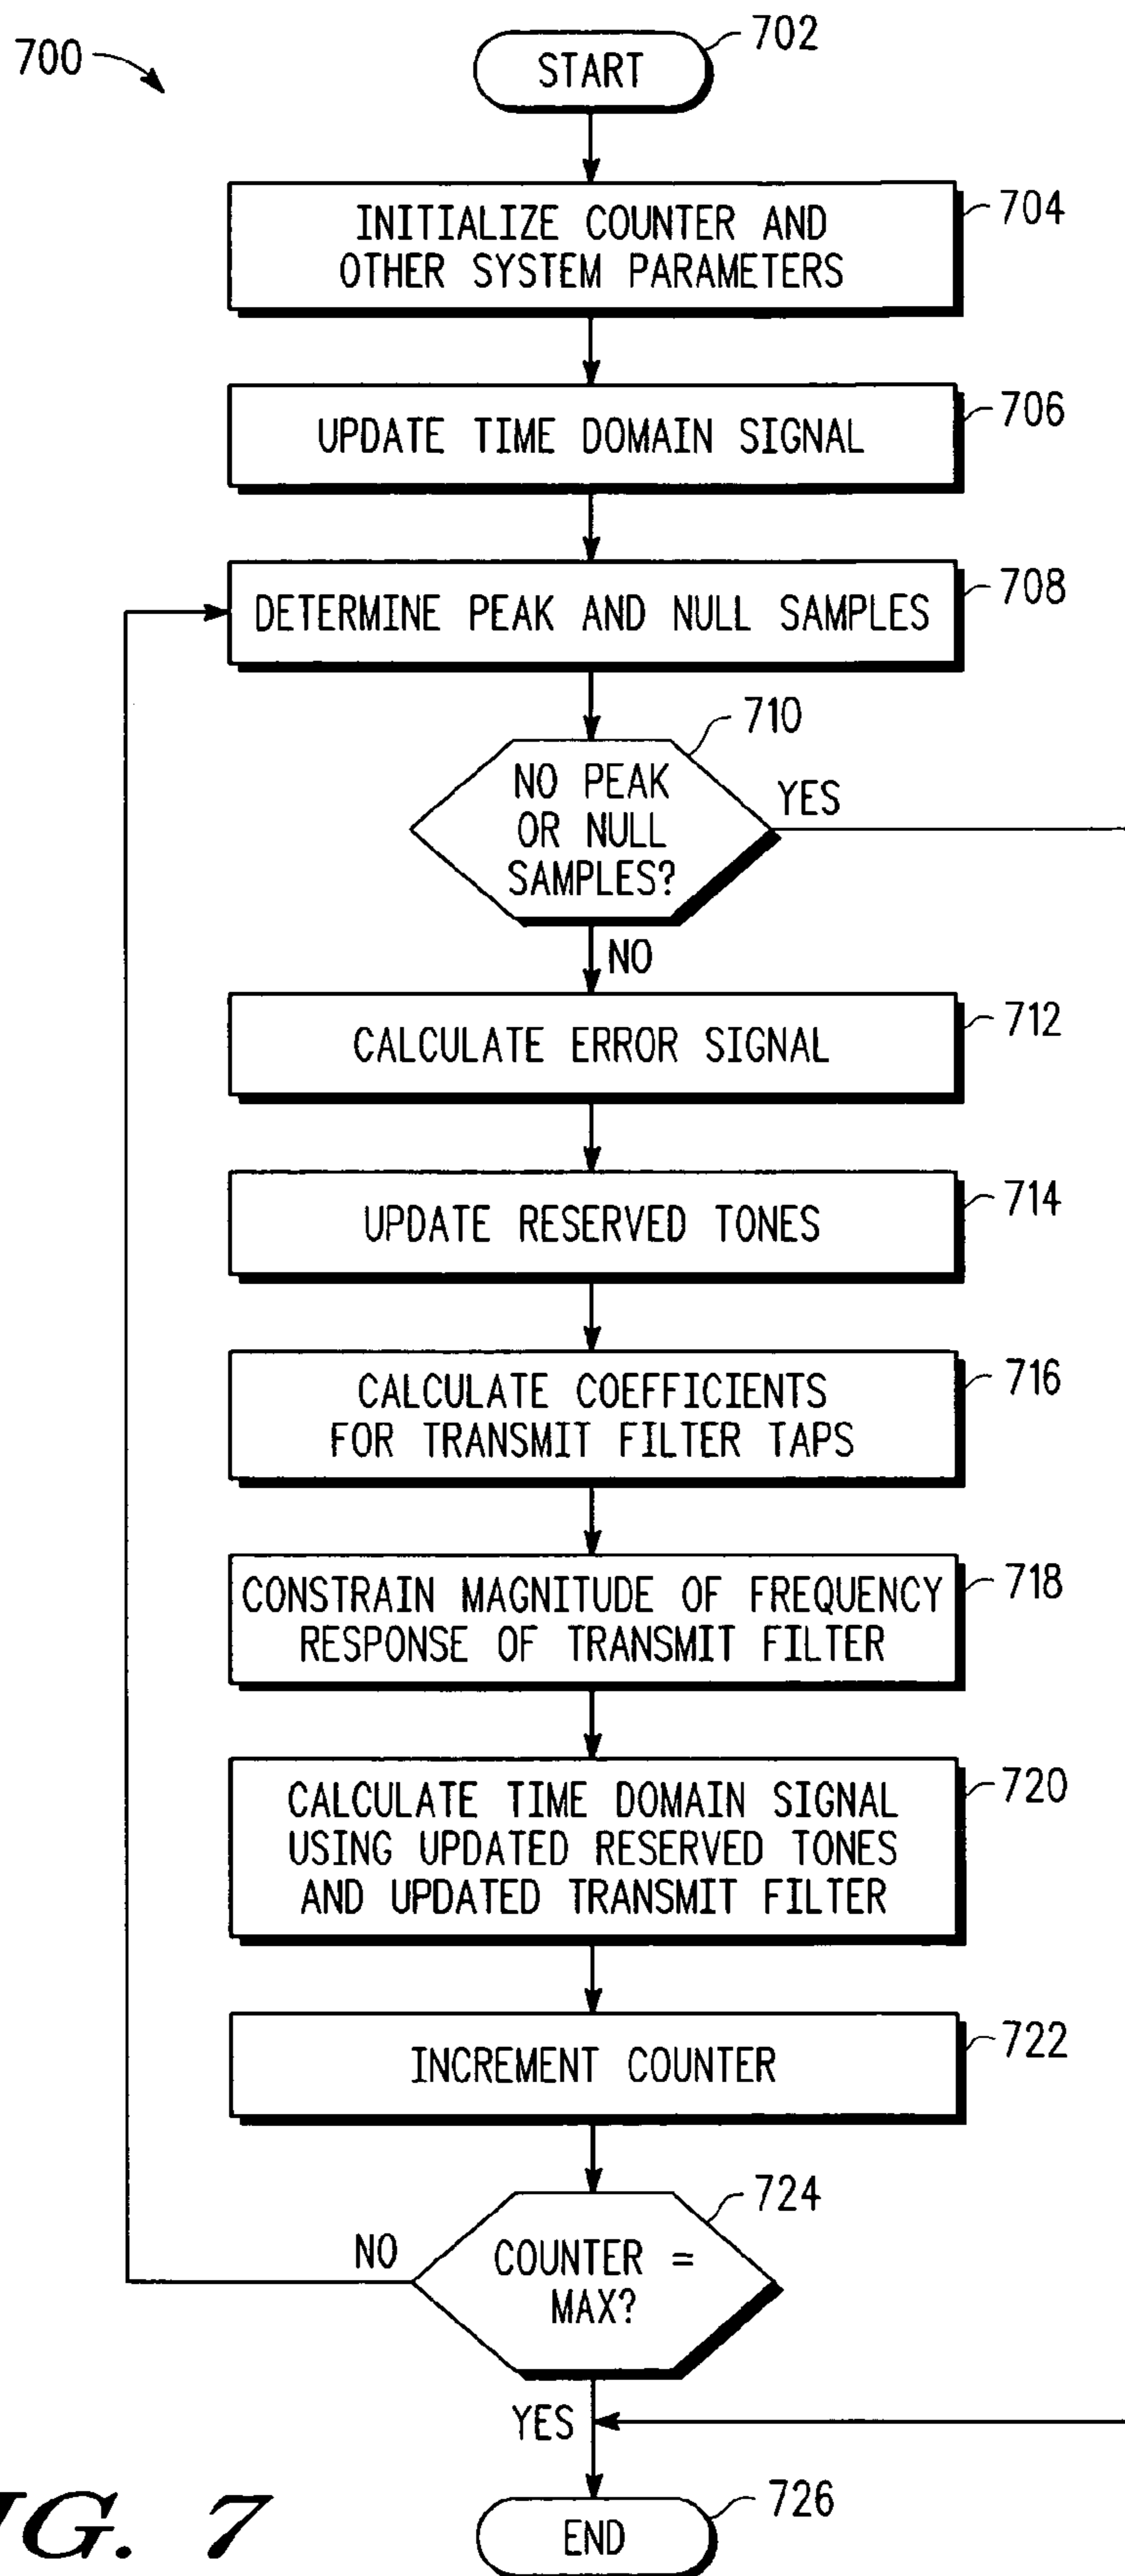 700
START
702
INITIALIZE COUNTER AND
OTHER SYSTEM PARAMETERS
704
UPDATE TIME DOMAIN SIGNAL
706
DETERMINE PEAK AND NULL SAMPLES
708
710
NO PEAK
OR NULL
SAMPLES?
YES
NO
CALCULATE ERROR SIGNAL
712
UPDATE RESERVED TONES
714
CALCULATE COEFFICIENTS
FOR TRANSMIT FILTER TAPS
716
CONSTRAIN MAGNITUDE OF FREQUENCY
RESPONSE OF TRANSMIT FILTER
718
CALCULATE TIME DOMAIN SIGNAL
USING UPDATED RESERVED TONES
AND UPDATED TRANSMIT FILTER
720
INCREMENT COUNTER
722
724
COUNTER =
MAX?
NO
YES
END
726
IG. 7